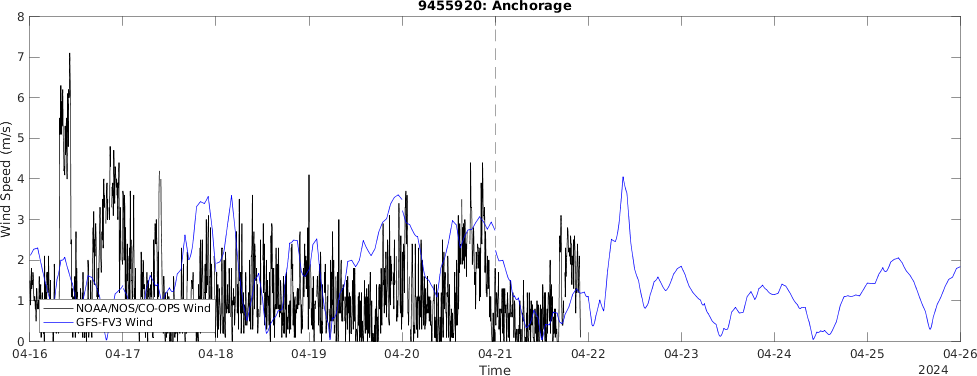 9455920: Anchorage
8
7
6
5
4
3
2
1
0
Wind Speed (m/s)
NOAA/NOS/CO-OPS Wind
GFS-FV3 Wind
04-16 04-17 04-18 04-19 04-20 04-21 04-22 04-23 04-24 04-25 04-26
Time
2024